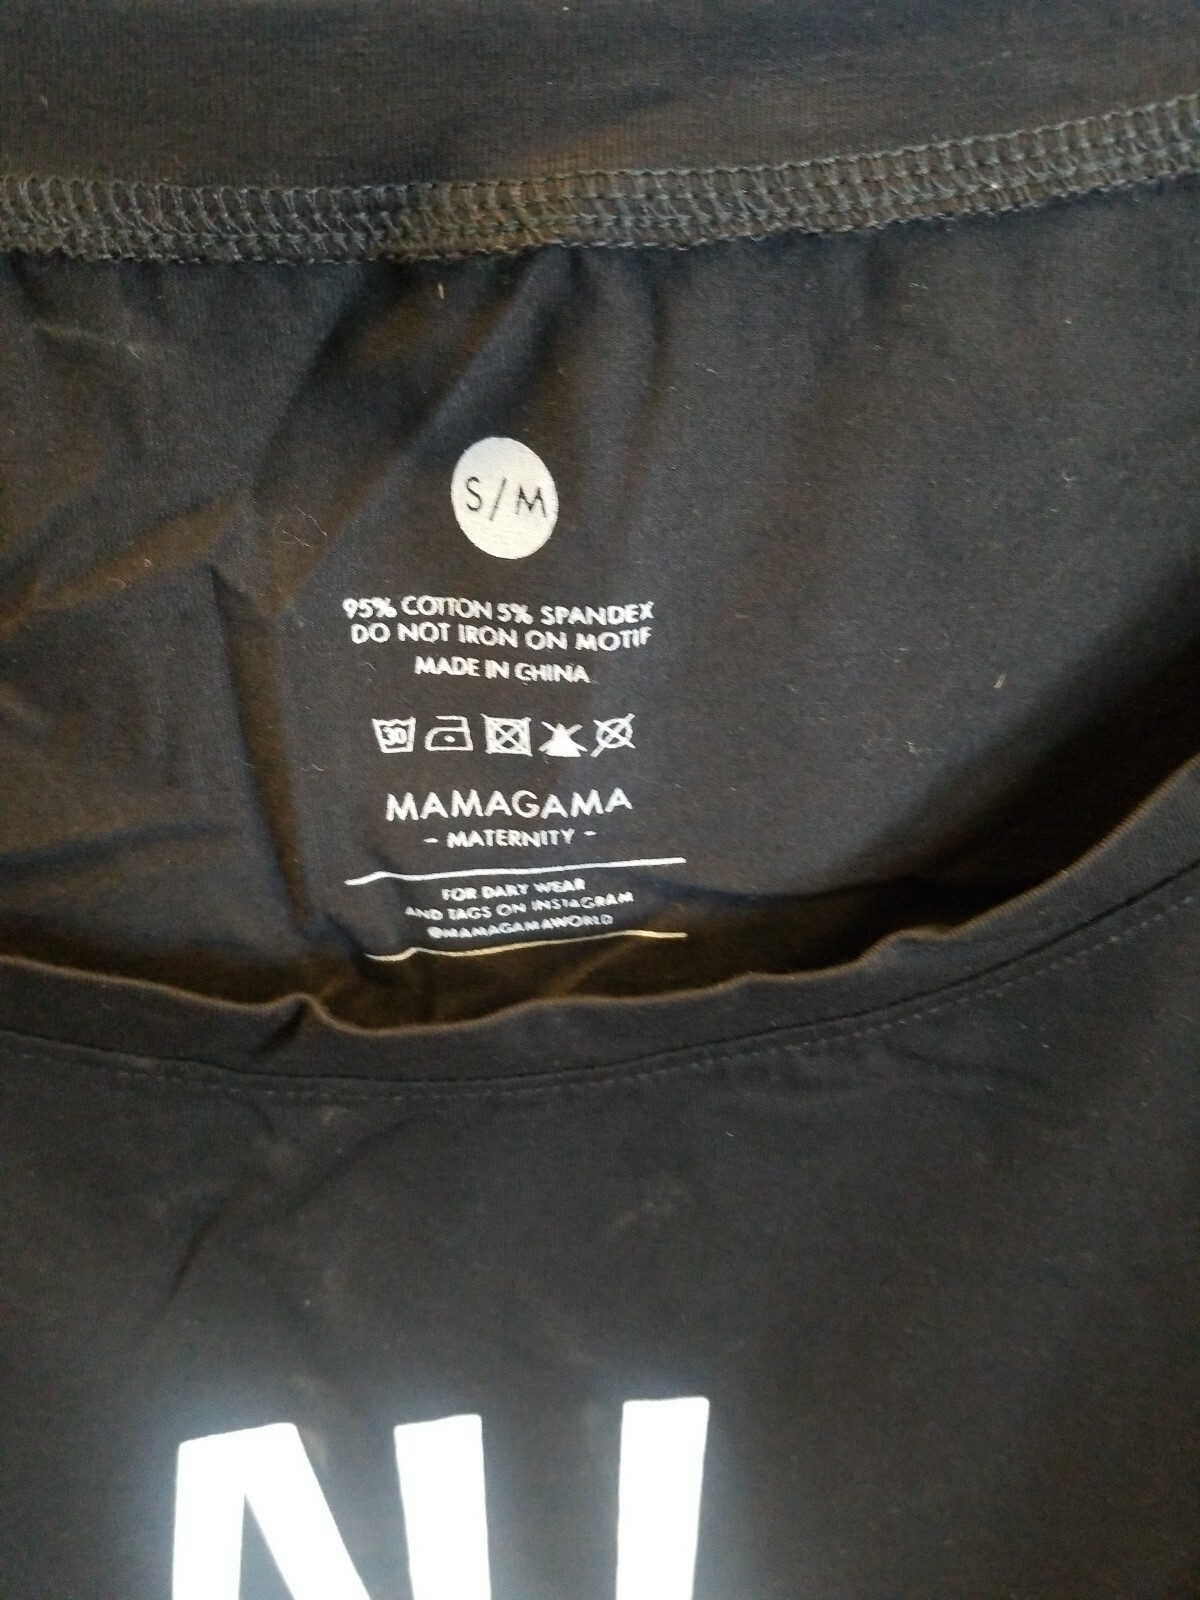 S/M
95% COTTON 5% SPANDEX
DO NOT IRON ON MOTIF
MADE IN CHINA
30
MAMAGAMA
- MATERNITY -
FOR DAILY WEAR
AND TAGS ON INSTAGRAM
@MAMAGAMAWORLD